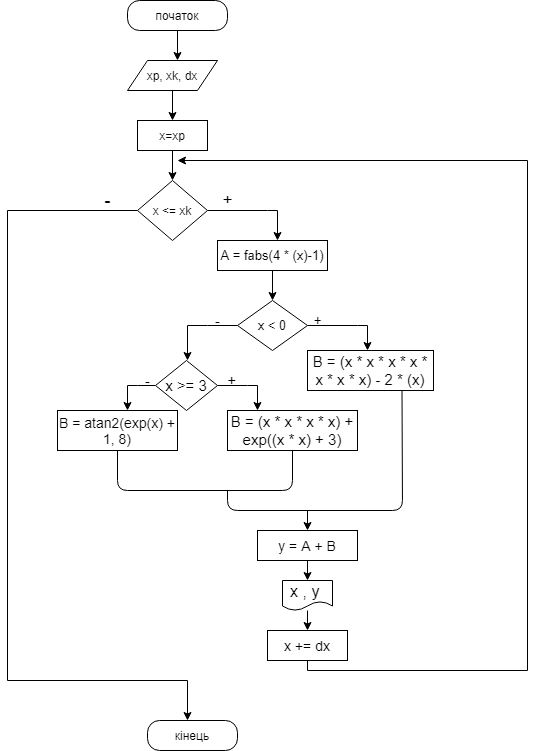 початок
xp, xk, dx
x=xp
-
+
x <= xk
A = fabs(4 * (x)-1)
-
+
x < 0
B = (x * x * x * x *
x * x * x) - 2 * (x)
-
+
x >= 3
B = atan2(exp(x) +
1, 8)
B = (x * x * x * x) +
exp((x * x) + 3)
y = A + B
x , y
x += dx
кінець